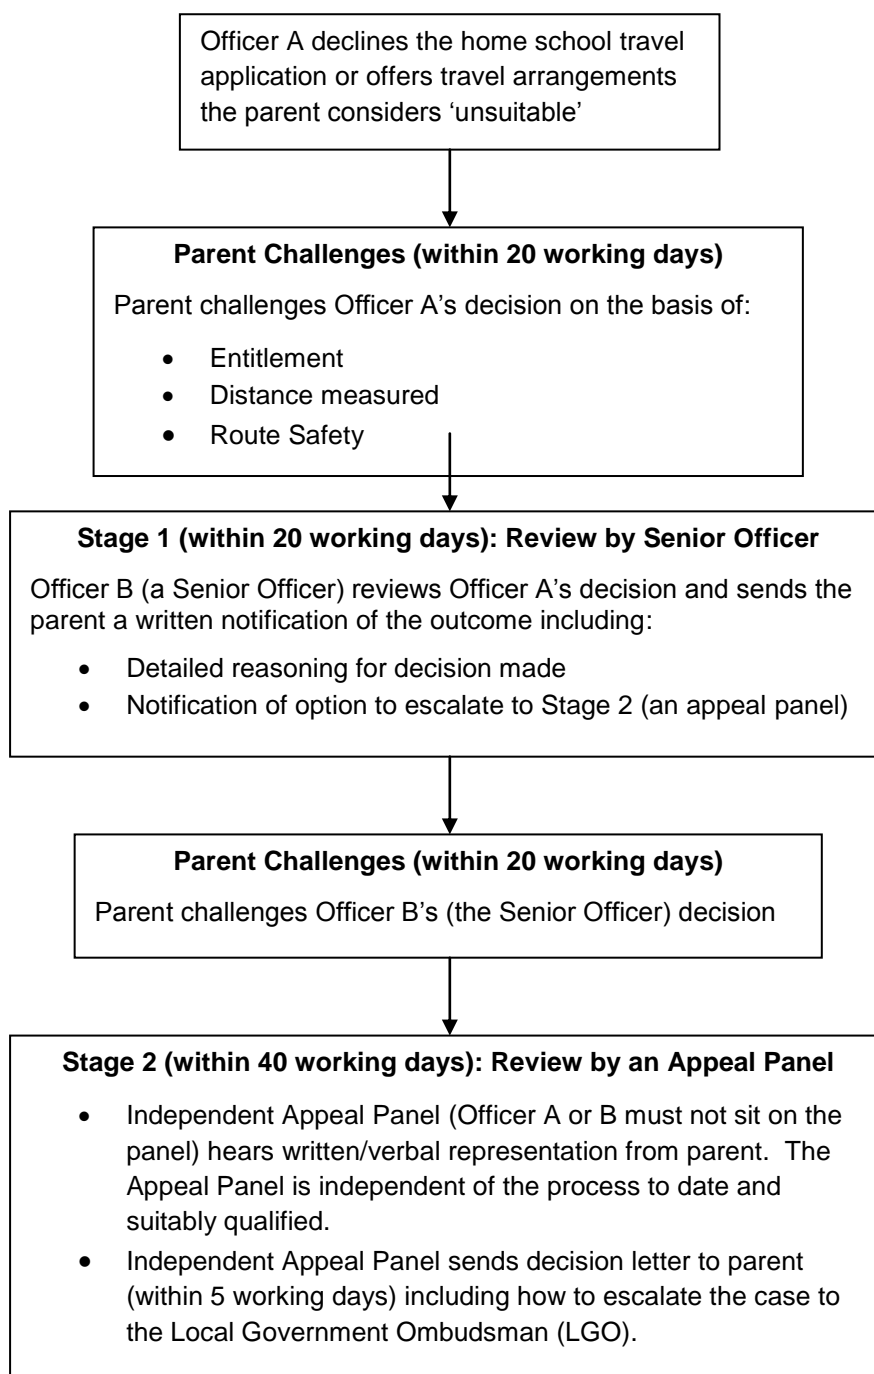 Officer A declines the home school travel
application or offers travel arrangements
the parent considers ‘unsuitable’
Parent Challenges (within 20 working days)
Parent challenges Officer A’s decision on the basis of:
• Entitlement
• Distance measured
• Route Safety
Stage 1 (within 20 working days): Review by Senior Officer
Officer B (a Senior Officer) reviews Officer A’s decision and sends the
parent a written notification of the outcome including:
• Detailed reasoning for decision made
• Notification of option to escalate to Stage 2 (an appeal panel)
Parent Challenges (within 20 working days)
Parent challenges Officer B’s (the Senior Officer) decision
Stage 2 (within 40 working days): Review by an Appeal Panel
• Independent Appeal Panel (Officer A or B must not sit on the
panel) hears written/verbal representation from parent.  The
Appeal Panel is independent of the process to date and
suitably qualified.
• Independent Appeal Panel sends decision letter to parent
(within 5 working days) including how to escalate the case to
the Local Government Ombudsman (LGO).